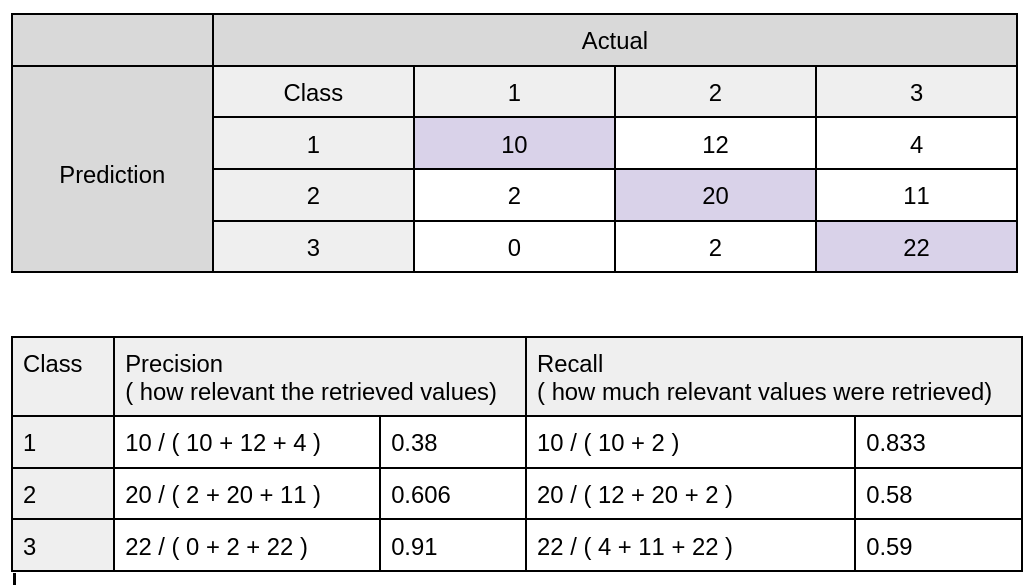 Actual
Class 1 2 3
1 10 12 4
Prediction
2 2 20 11
3 0 2 22
Class Precision Recall
( how relevant the retrieved values) ( how much relevant values were retrieved)
1 10 / ( 10 + 12 + 4 ) 0.38 10 / ( 10 + 2 ) 0.833
2 20 / ( 2 + 20 + 11 ) 0.606 20 / ( 12 + 20 + 2 ) 0.58
3 22 / ( 0 + 2 + 22 ) 0.91 22 / ( 4 + 11 + 22 ) 0.59